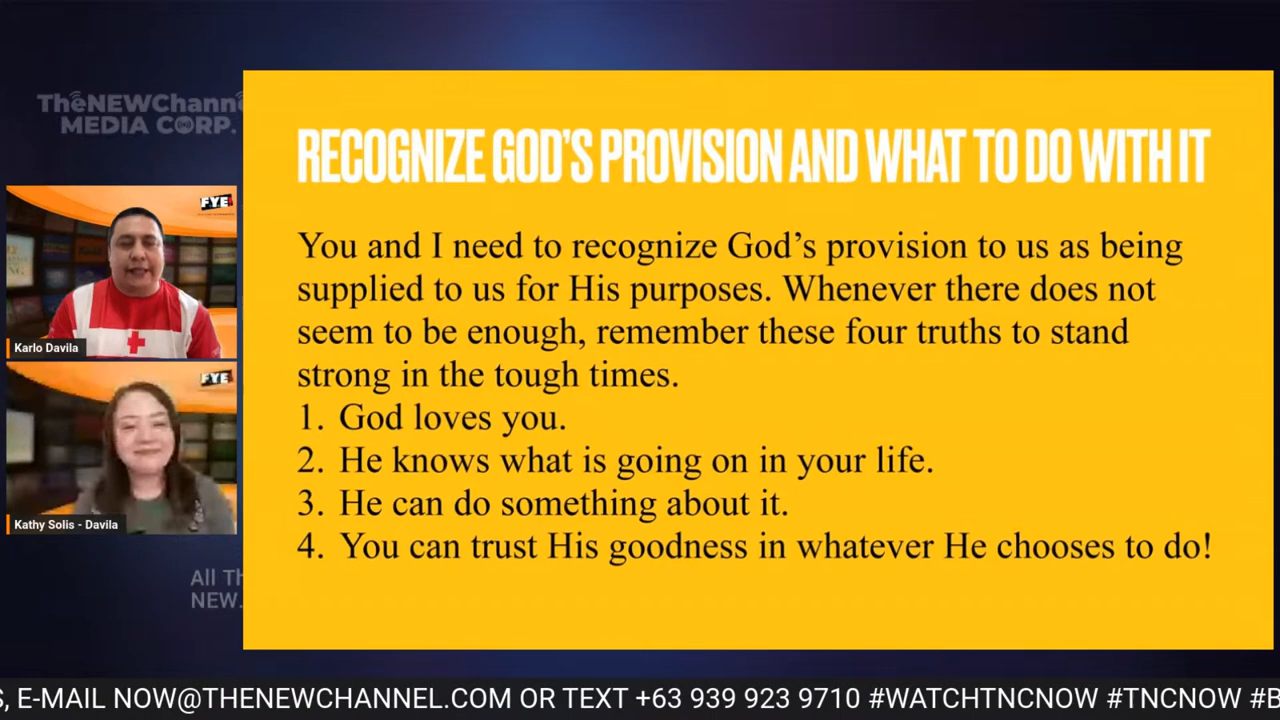 TheNEWChanne
MEDIA CORP.
FYE!
Karlo Davila
FYE!
Kathy Solis - Davila
All Th
NEW.
RECOGNIZE GOD'S PROVISION AND WHAT TO DO WITH IT
You and I need to recognize God's provision to us as being
supplied to us for His purposes. Whenever there does not
seem to be enough, remember these four truths to stand
strong in the tough times.
1. God loves you.
2. He knows what is going on in your life.
3. He can do something about it.
4. You can trust His goodness in whatever He chooses to do!
S, E-MAIL NOW@THENEWCHANNEL.COM OR TEXT +63 939 923 9710 #WATCHTNCNOW #TNCNOW #B